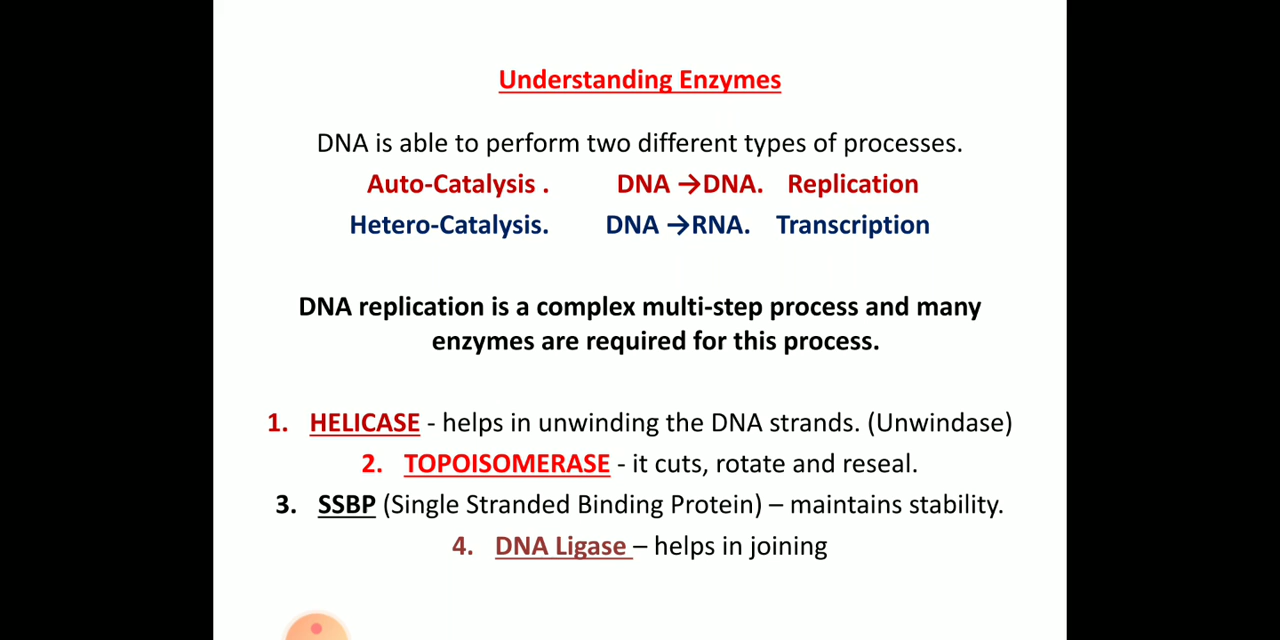 Understanding Enzymes
DNA is able to perform two different types of processes.
Auto-Catalysis . DNA →DNA. Replication
Hetero-Catalysis. DNA →RNA. Transcription
DNA replication is a complex multi-step process and many
enzymes are required for this process.
1. HELICASE - helps in unwinding the DNA strands. (Unwindase)
2. TOPOISOMERASE - it cuts, rotate and reseal.
3. SSBP (Single Stranded Binding Protein) – maintains stability.
4. DNA Ligase – helps in joining